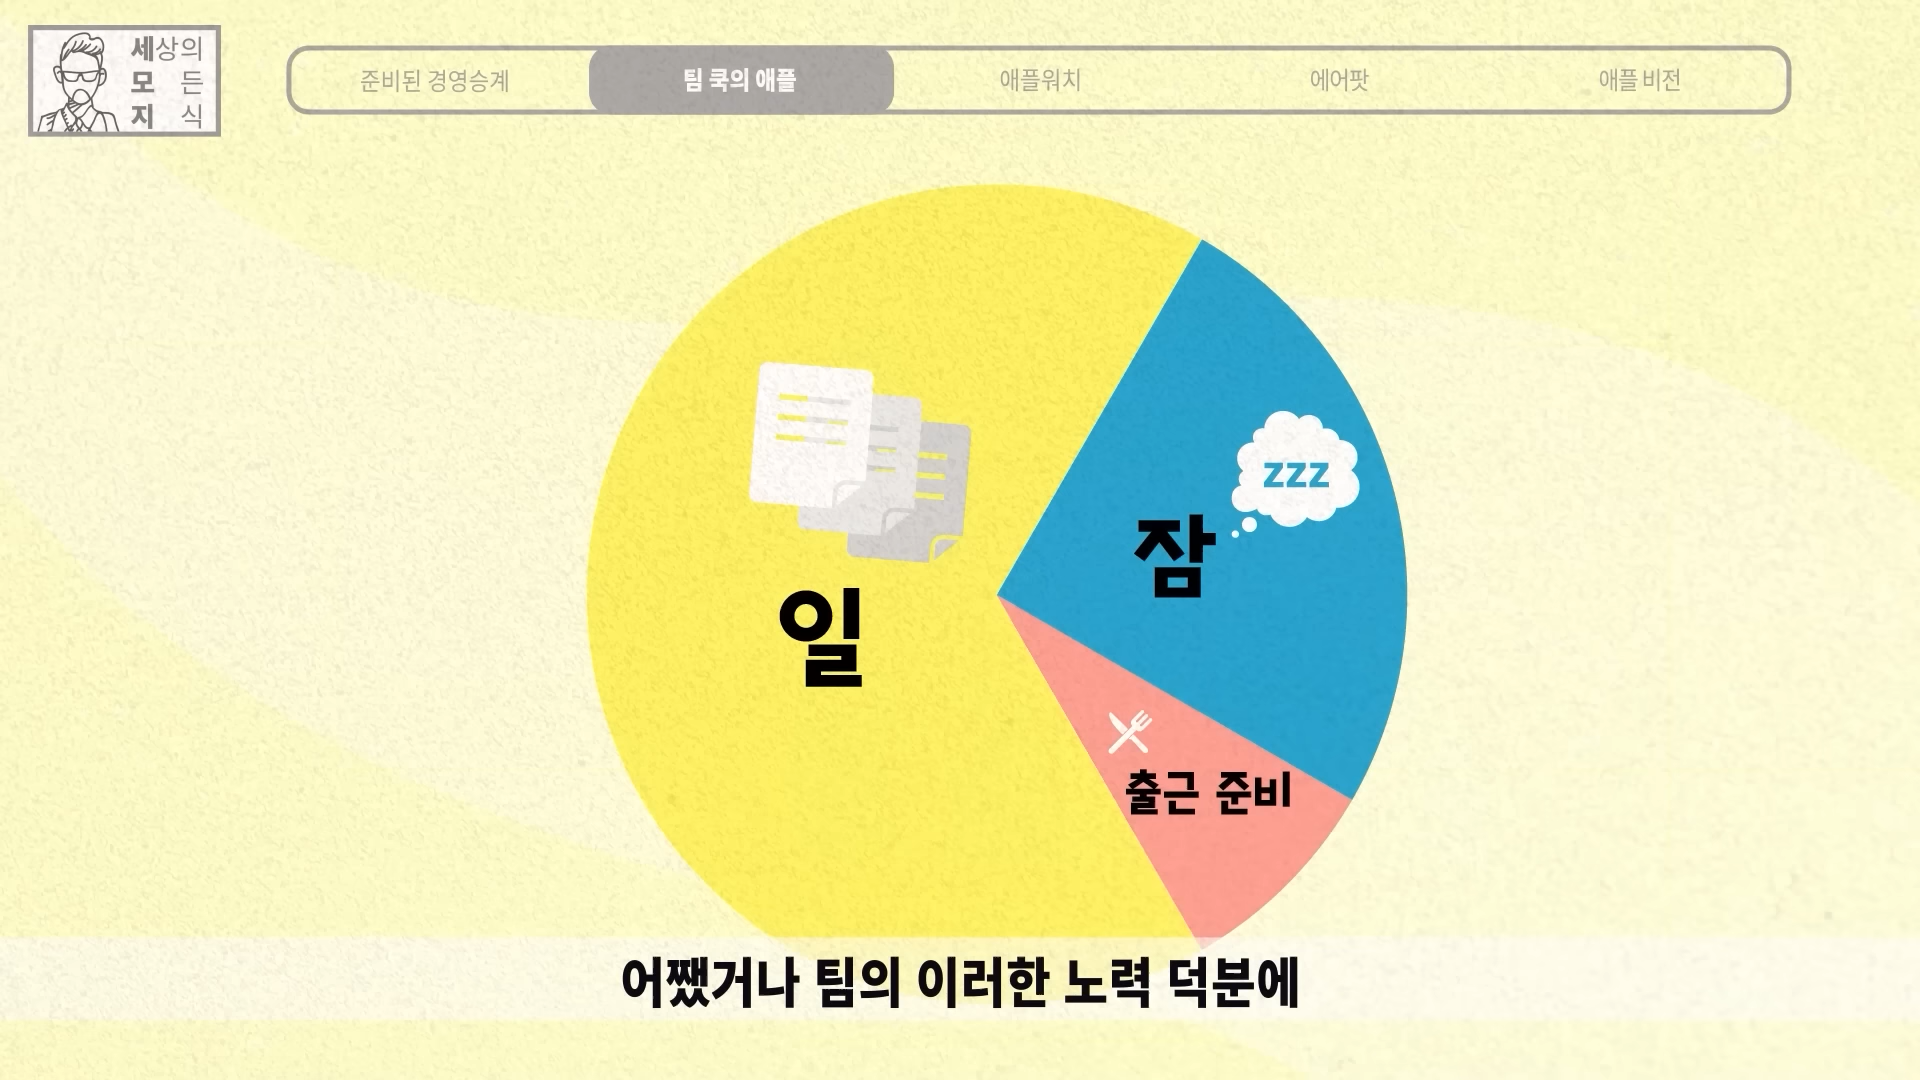 세상의
모든
지식
준비된 경영승계
팀 쿡의 애플
애플워치
에어팟
애플 비전
zzz
잠
일
출근 준비
어쨌거나 팀의 이러한 노력 덕분에